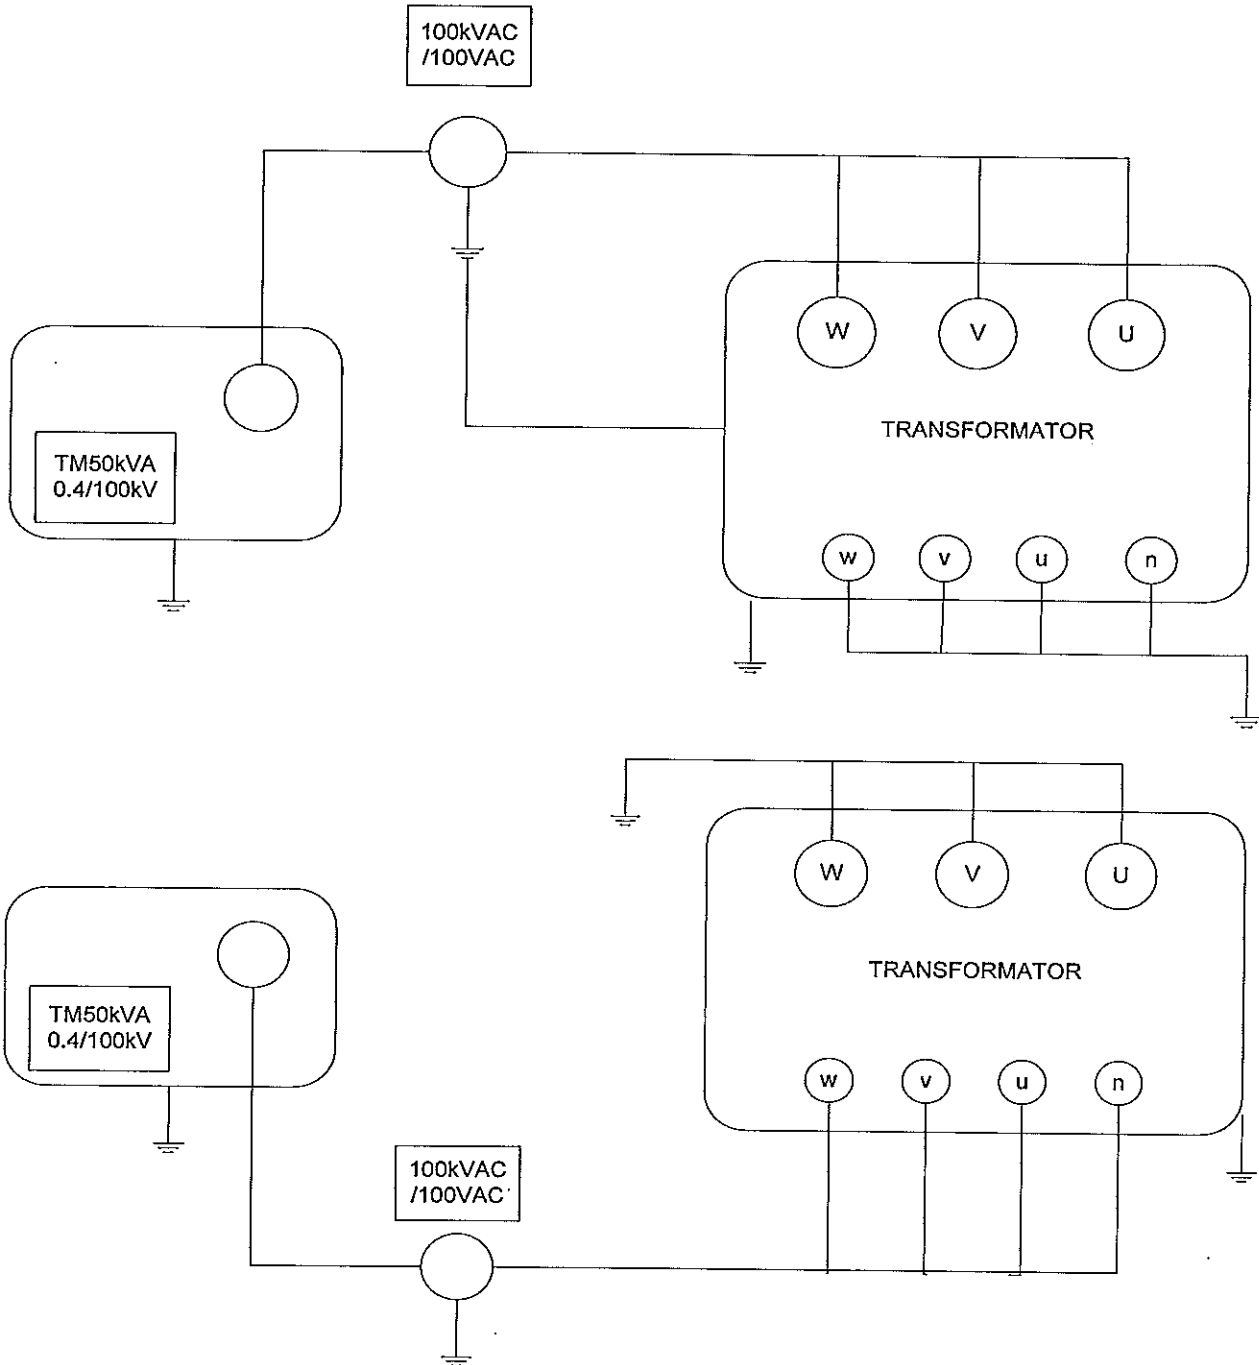 100kVAC
/100VAC
W
V
U
TRANSFORMATOR
TM50kVA
0.4/100kV
w
v
u
n
W
V
U
TRANSFORMATOR
TM50kVA
0.4/100kV
w
v
u
n
100kVAC
/100VAC